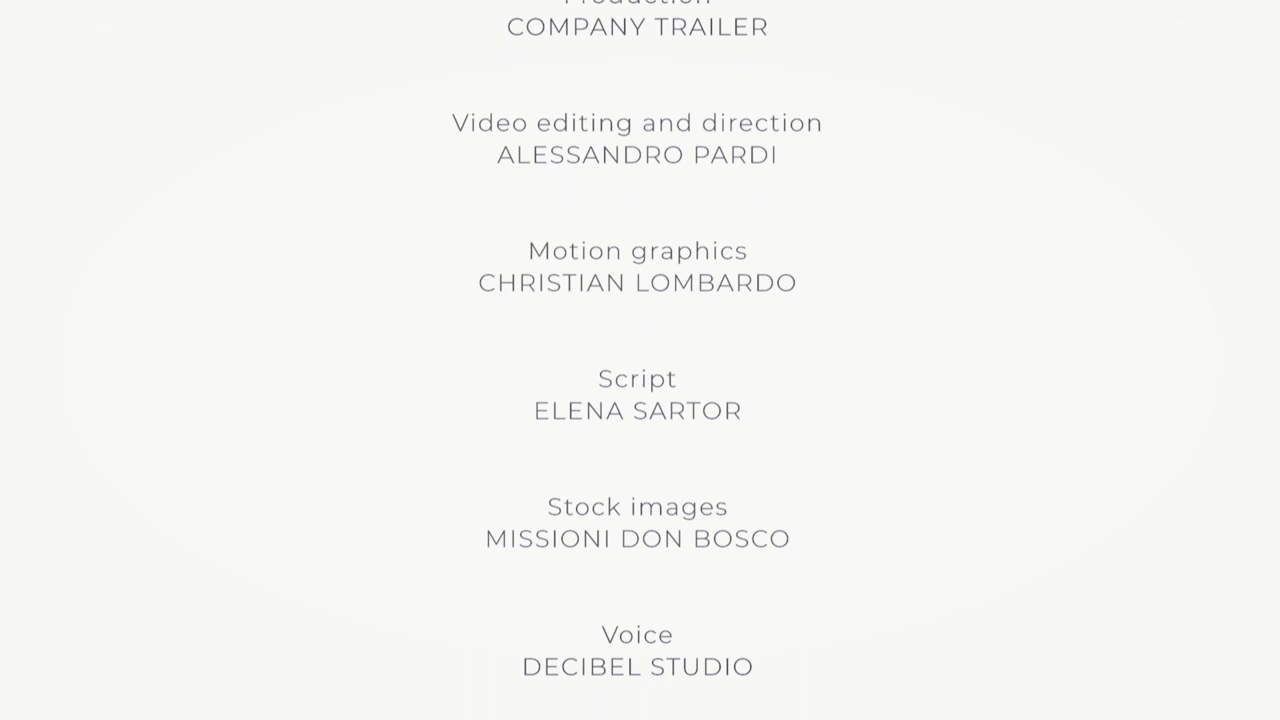 Production
COMPANY TRAILER
Video editing and direction
ALESSANDRO PARDI
Motion graphics
CHRISTIAN LOMBARDO
Script
ELENA SARTOR
Stock images
MISSIONI DON BOSCO
Voice
DECIBEL STUDIO